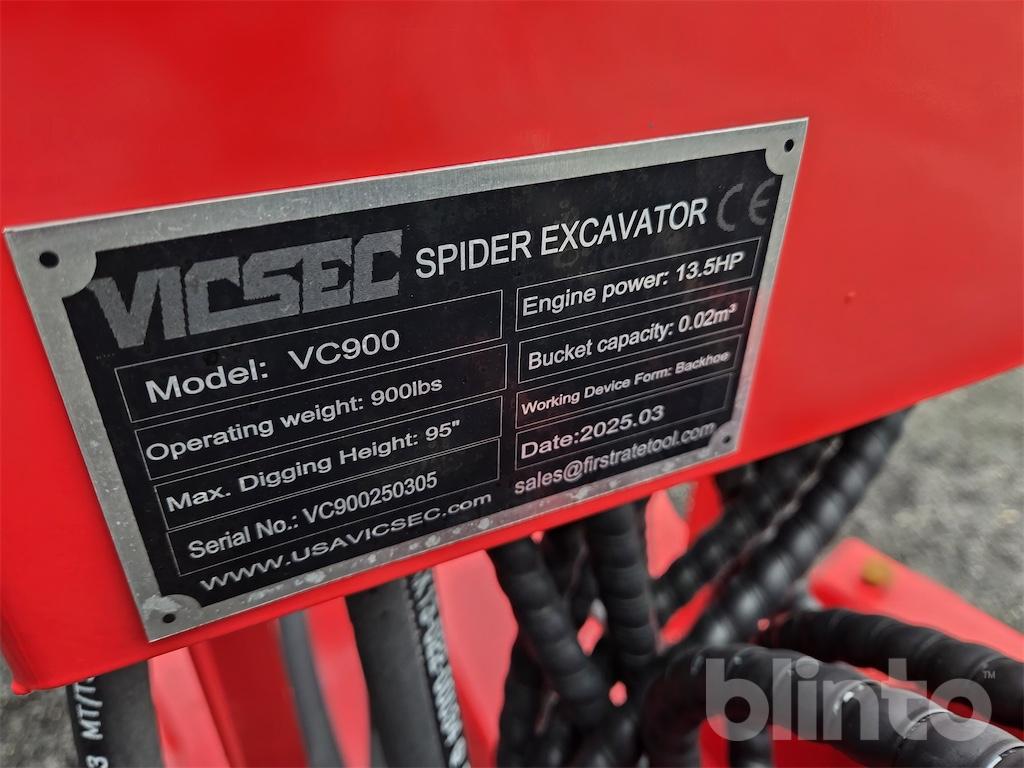 VICSEC SPIDER EXCAVATOR CE
Model: VC900
Operating weight: 900lbs
Max. Digging Height: 95"
Serial No.: VC900250305
www.USAVICSEC.com
Engine power: 13.5HP
Bucket capacity: 0.02m³
Working Device Form: Backhoe
Date:2025.03
sales@firstratetool.com
blinto™